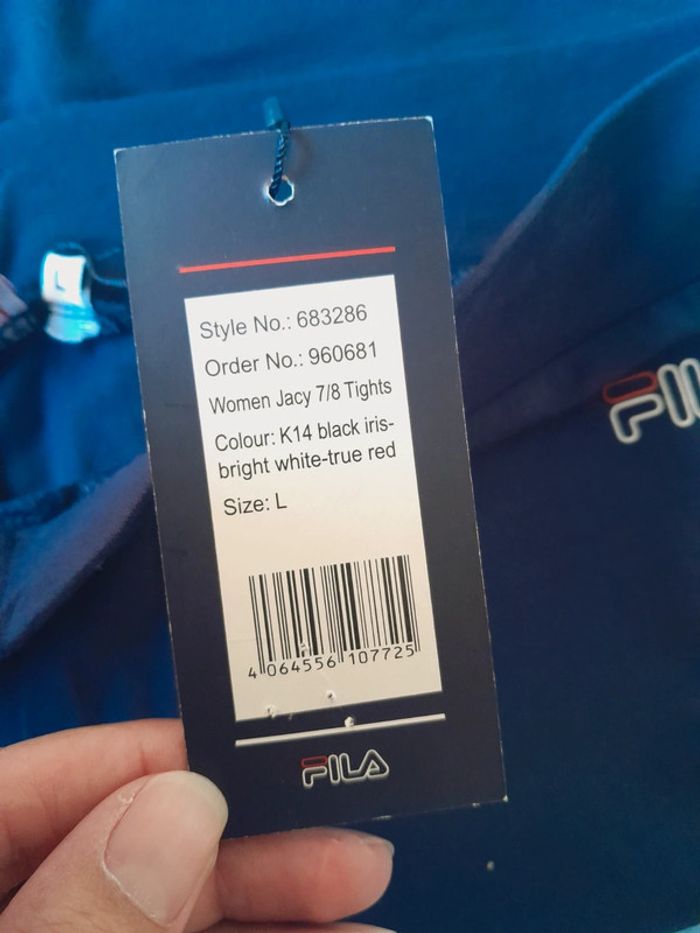 L
Style No.: 683286
Order No.: 960681
Women Jacy 7/8 Tights
Colour: K14 black iris-
bright white-true red
Size: L
4 064556 107725
FILA
FIL